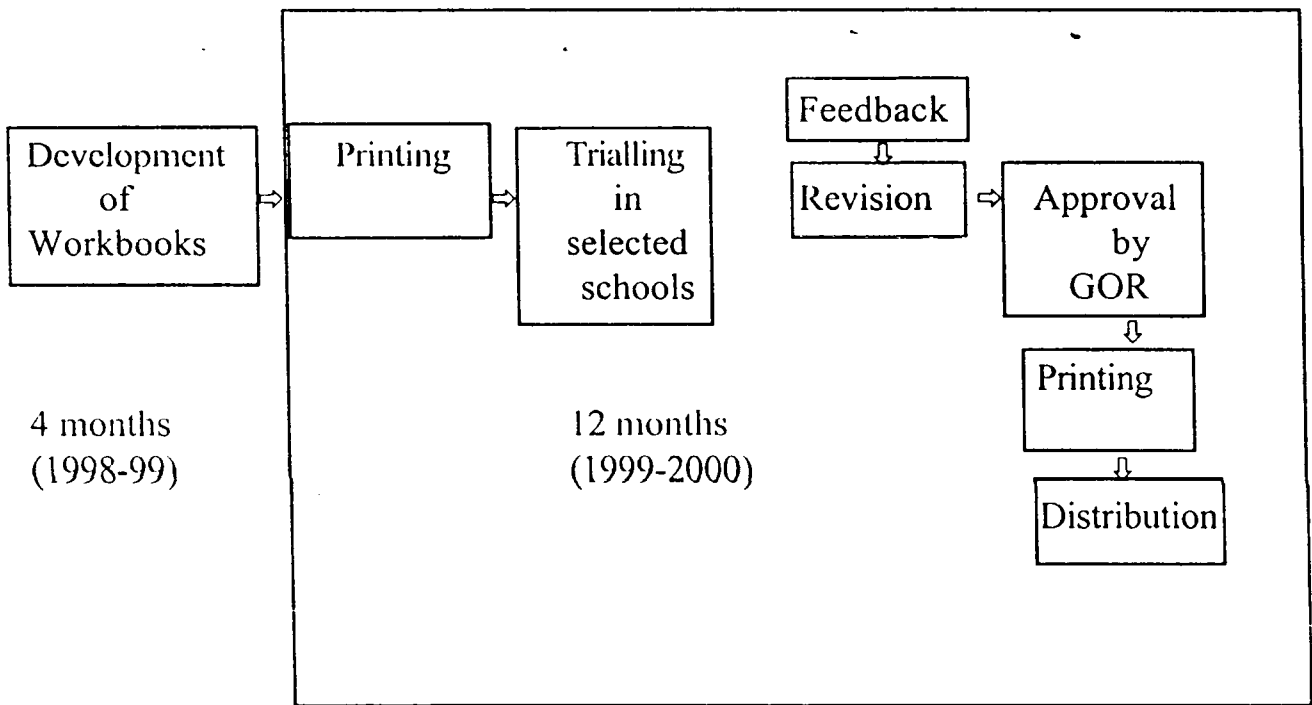 Development
of
Workbooks
Printing
Trialling
in
selected
schools
Feedback
Revision
Approval
by
GOR
Printing
Distribution
4 months
(1998-99)
12 months
(1999-2000)